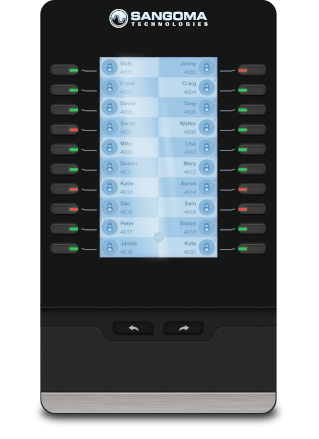 SANGOMA
TECHNOLOGIES
Matt
4001
Jenny
4002
Frank
4003
Craig
4004
David
4005
Tony
4006
Sarah
4007
Walter
4008
Mike
4009
Lisa
4010
Dustin
4011
Mary
4012
Katie
4013
Aaron
4014
Dan
4015
Sam
4016
Peter
4017
Shaun
4018
James
4019
Kate
4020